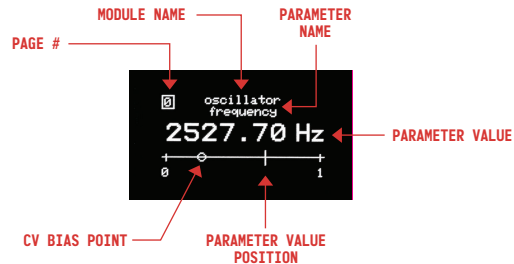 MODULE NAME
PARAMETER
NAME
PAGE #
0
oscillator
frequency
2527.70 Hz
PARAMETER VALUE
0
1
CV BIAS POINT
PARAMETER VALUE
POSITION